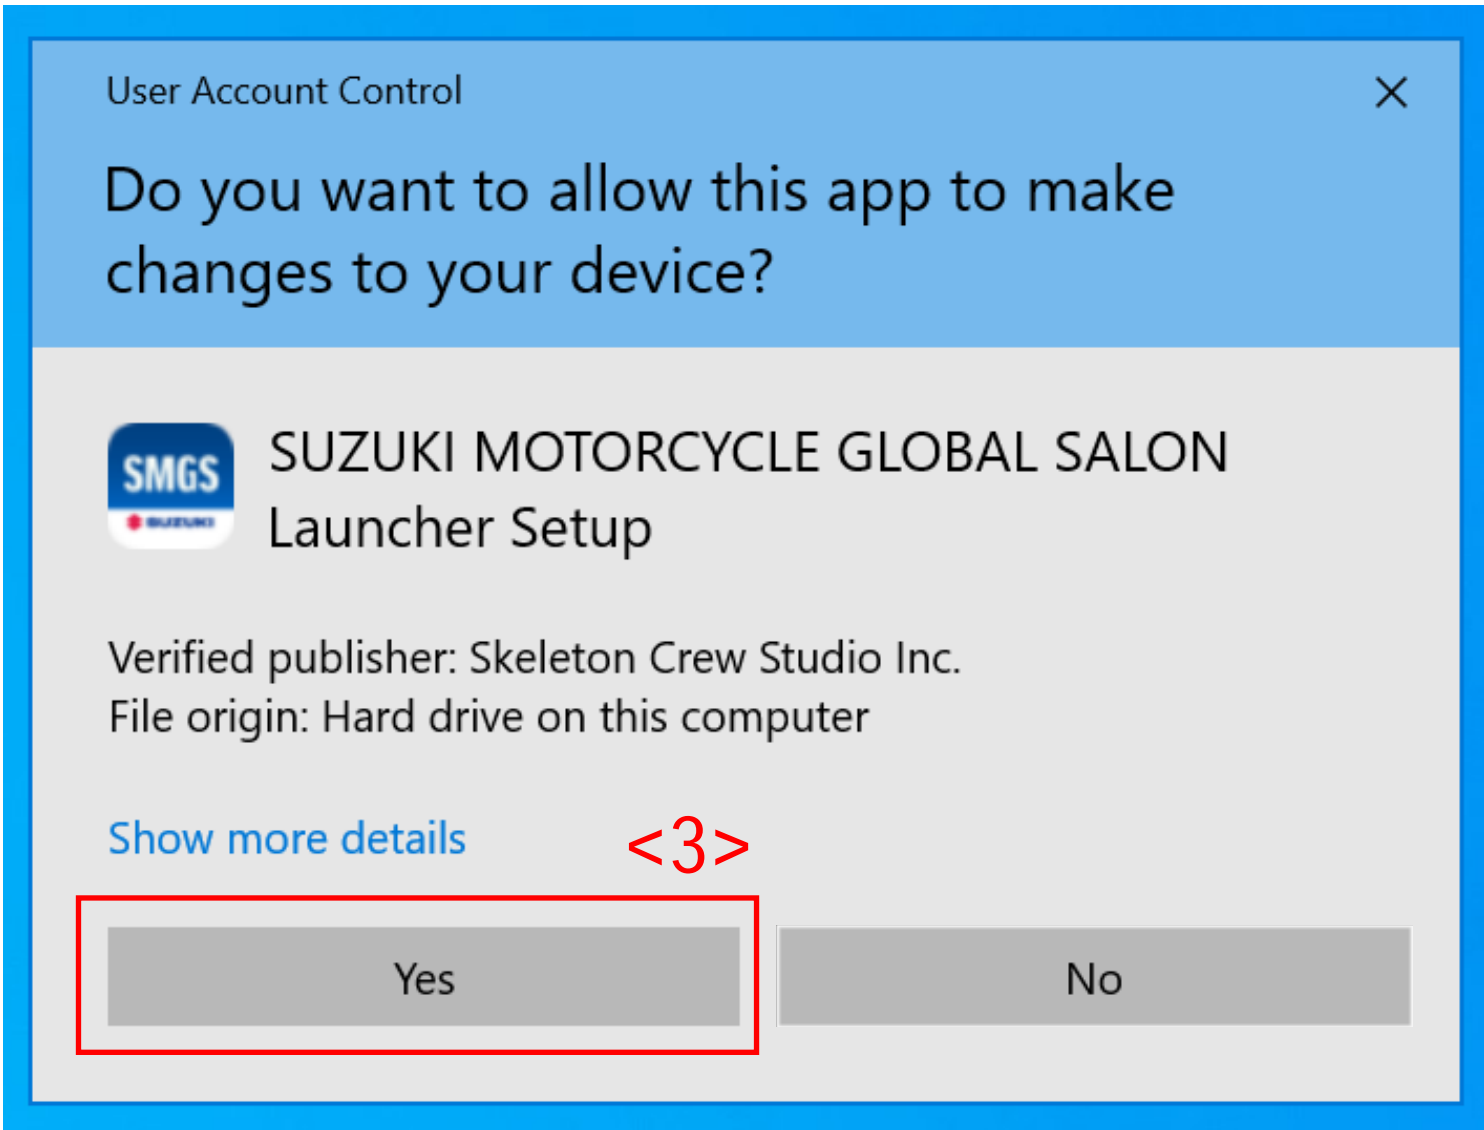 User Account Control
Do you want to allow this app to make
changes to your device?
SMGS
SUZUKI
SUZUKI MOTORCYCLE GLOBAL SALON
Launcher Setup
Verified publisher: Skeleton Crew Studio Inc.
File origin: Hard drive on this computer
Show more details
<3>
Yes
No